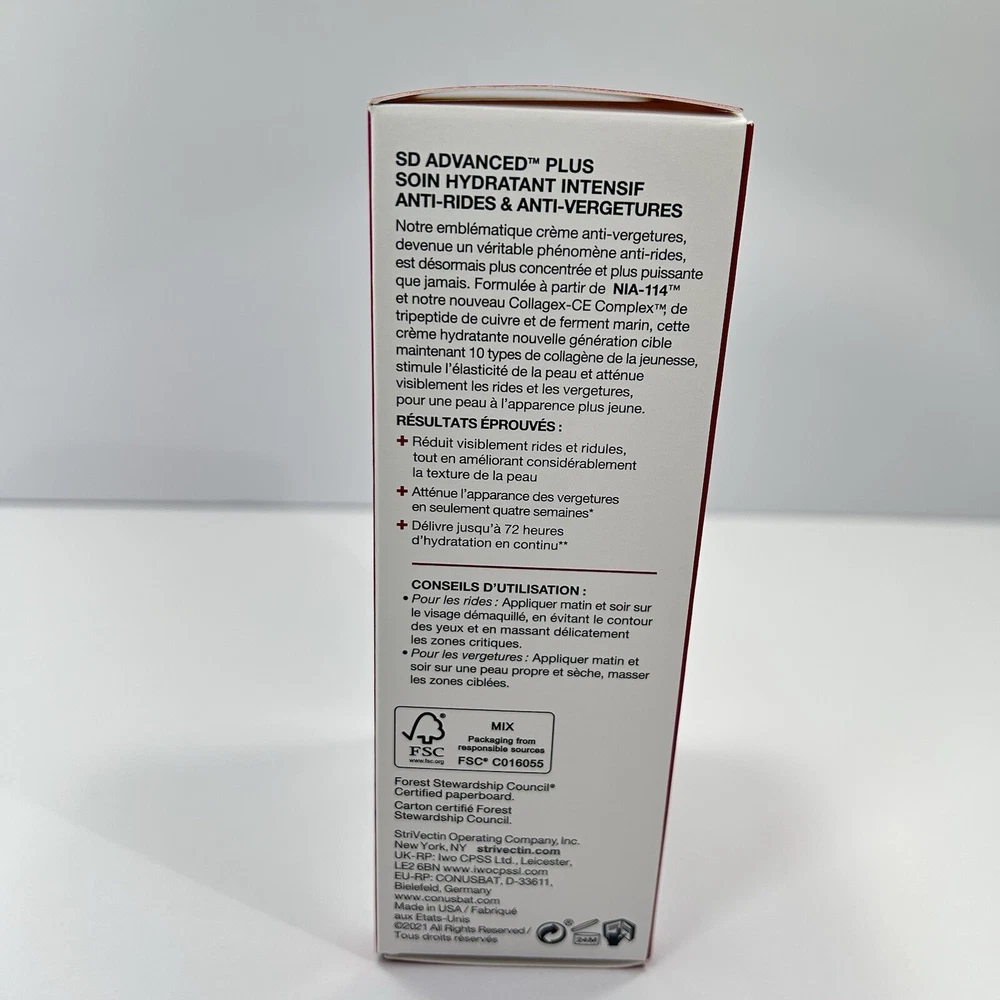 SD ADVANCED™ PLUS
SOIN HYDRATANT INTENSIF
ANTI-RIDES & ANTI-VERGETURES
Notre emblématique crème anti-vergetures,
devenue un véritable phénomène anti-rides,
est désormais plus concentrée et plus puissante
que jamais. Formulée à partir de NIA-114™
et notre nouveau Collagex-CE Complex™, de
tripeptide de cuivre et de ferment marin, cette
crème hydratante nouvelle génération cible
maintenant 10 types de collagène de la jeunesse,
stimule l'élasticité de la peau et atténue
visiblement les rides et les vergetures,
pour une peau à l'apparence plus jeune.
RÉSULTATS ÉPROUVÉS :
+ Réduit visiblement rides et ridules,
tout en améliorant considérablement
la texture de la peau
+ Atténue l'apparance des vergetures
en seulement quatre semaines*
+ Délivre jusqu'à 72 heures
d'hydratation en continu**
CONSEILS D'UTILISATION :
• Pour les rides : Appliquer matin et soir sur
le visage démaquillé, en évitant le contour
des yeux et en massant délicatement
les zones critiques.
• Pour les vergetures : Appliquer matin et
soir sur une peau propre et sèche, masser
les zones ciblées.
FSC
www.fsc.org
MIX
Packaging from
responsible sources
FSC® C016055
Forest Stewardship Council®
Certified paperboard.
Carton certifié Forest
Stewardship Council.
StriVectin Operating Company, Inc.
New York, NY strivectin.com
UK-RP: Iwo CPSS Ltd., Leicester,
LE2 6BN www.iwocpssl.com
EU-RP: CONUSBAT, D-33611,
Bielefeld, Germany
www.conusbat.com
Made in USA / Fabriqué
aux Etats-Unis
©2021 All Rights Reserved /
Tous droits réservés
24M